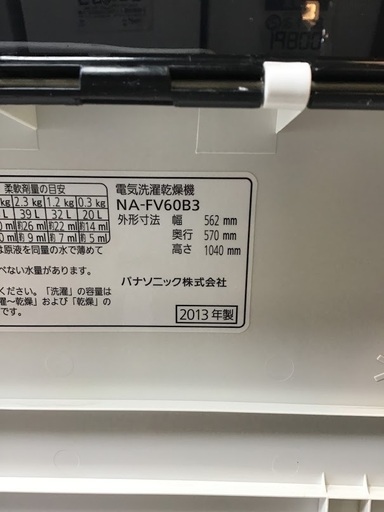 19800
柔軟剤量の目安
kg 2.3 kg 1.2 kg 0.3 kg
L 39 L 32 L 20 L
約26 ml 約22 ml 約14 ml
約 9 ml 約 7 ml 約 5 ml
は原液を同量の水で薄めて
べない水量があります。
ください。「洗濯」の容量は
濯～乾燥」および「乾燥」の
です。
電気洗濯乾燥機
NA-FV60B3
外形寸法 幅 562 mm
奥行 570 mm
高さ 1040 mm
パナソニック株式会社
2013 年製